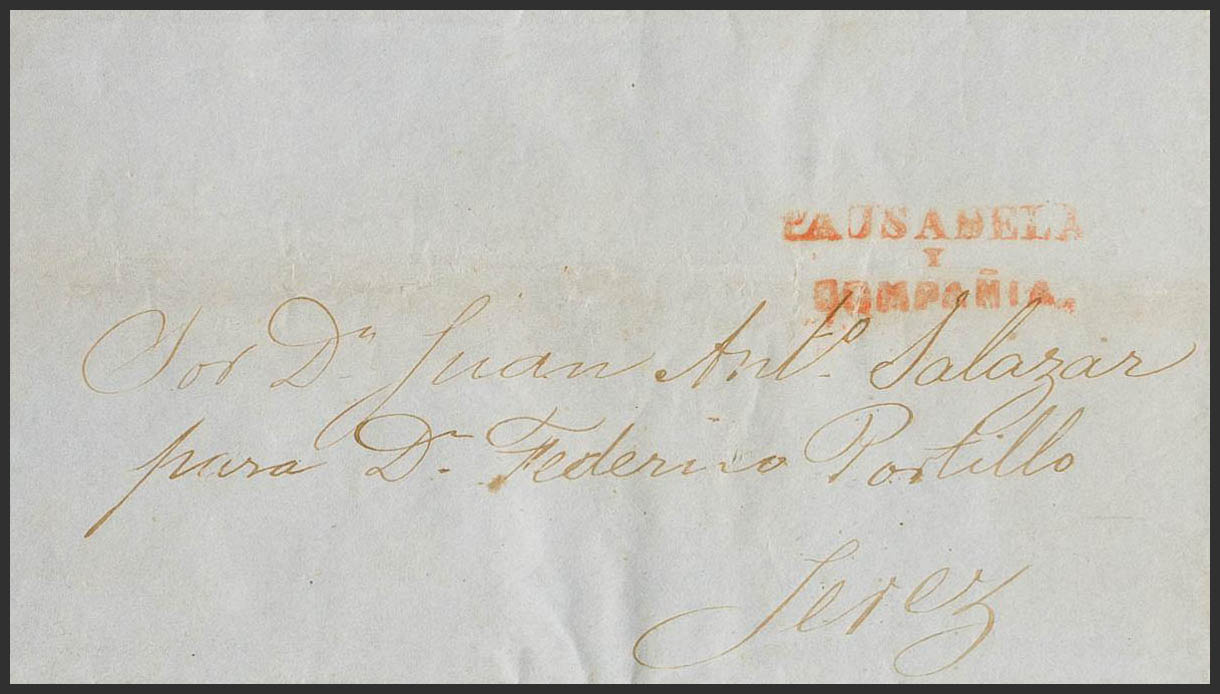 PAUSADELA
Y
COMPAÑIA.
Sor Dn. Juan Anto. Salazar
para Dn. Federico Portillo
Jerez